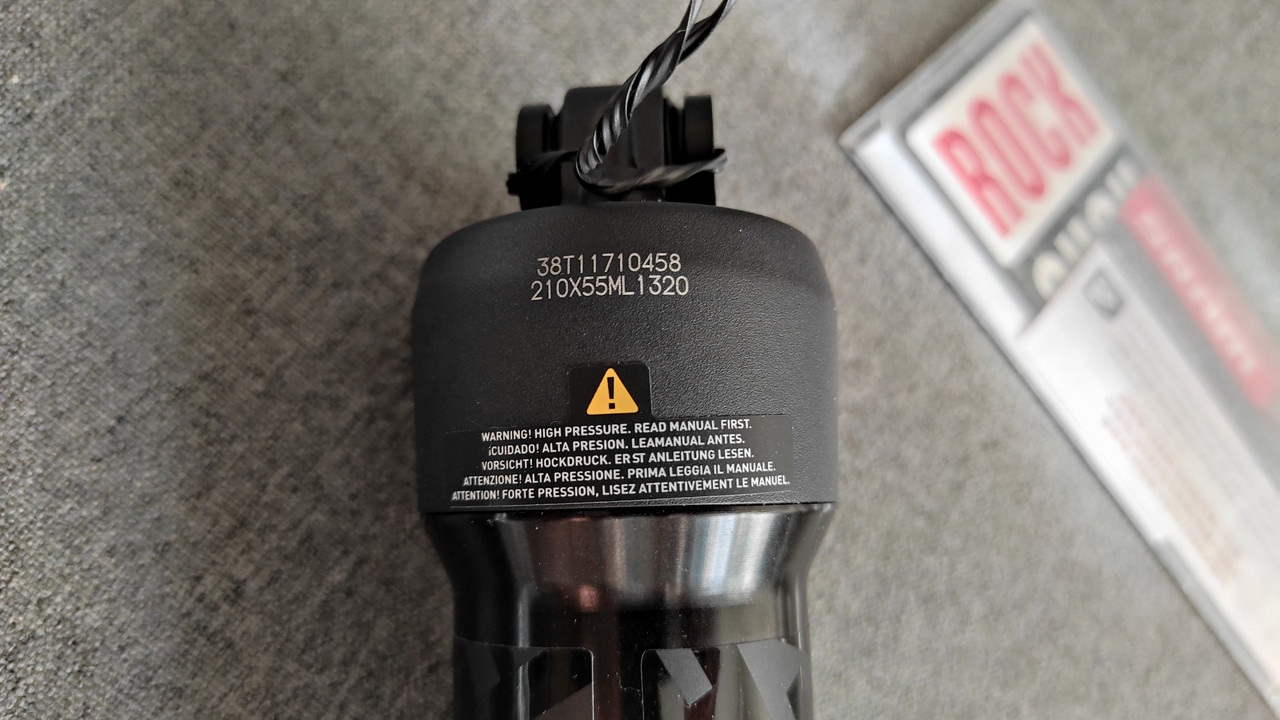 38T11710458
210X55ML1320
WARNING! HIGH PRESSURE. READ MANUAL FIRST.
¡CUIDADO! ALTA PRESION. LEAMANUAL ANTES.
VORSICHT! HOCKDRUCK. ERST ANLEITUNG LESEN.
ATTENZIONE! ALTA PRESSIONE. PRIMA LEGGIA IL MANUALE.
ATTENTION! FORTE PRESSION, LISEZ ATTENTIVEMENT LE MANUEL.
ROCK